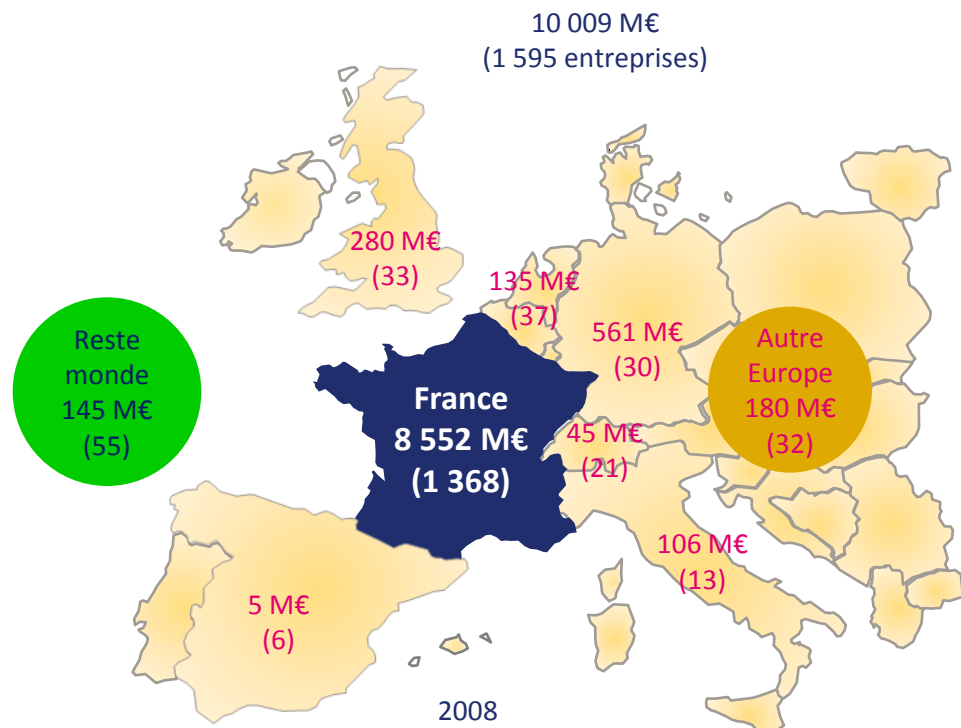 10 009 M€
(1 595 entreprises)
280 M€
(33)
135 M€
(37)
561 M€
(30)
Reste
monde
145 M€
(55)
Autre
Europe
180 M€
(32)
France
8 552 M€
(1 368)
45 M€
(21)
106 M€
(13)
5 M€
(6)
2008